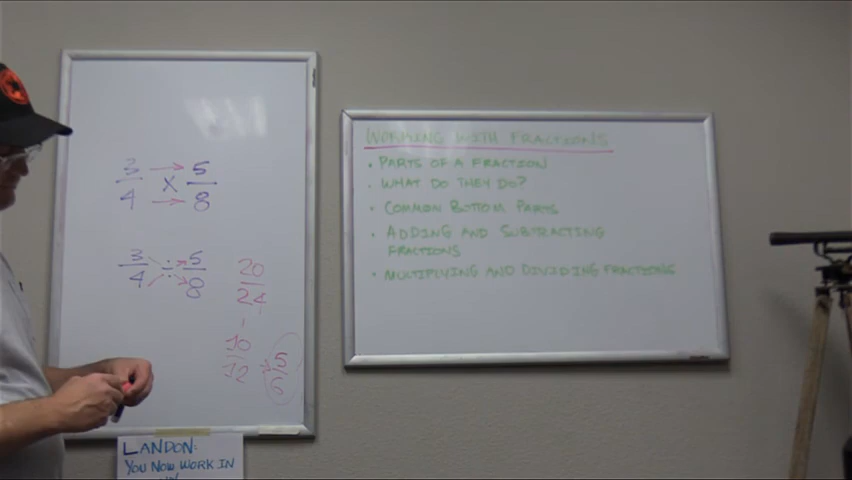 3 5
4 X 8
3 5
4 ÷ 8
20
24
10
12
5
6
LANDON:
YOU NOW WORK IN
WORKING WITH FRACTIONS
• PARTS OF A FRACTION
• WHAT DO THEY DO?
• COMMON BOTTOM PARTS
• ADDING AND SUBTRACTING
FRACTIONS
• MULTIPLYING AND DIVIDING FRACTIONS